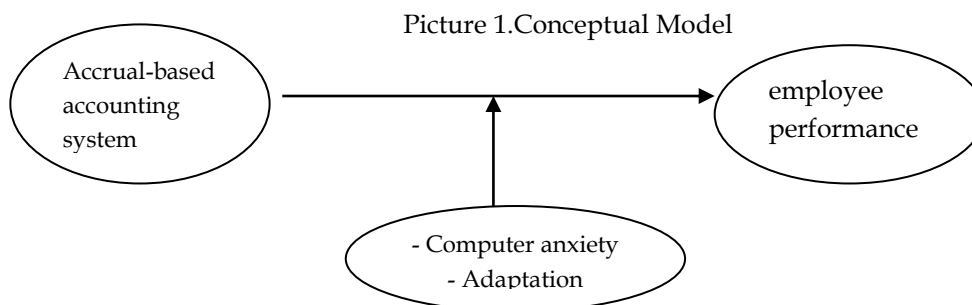 Picture 1.Conceptual Model
Accrual-based
accounting
system
employee
performance
- Computer anxiety
- Adaptation